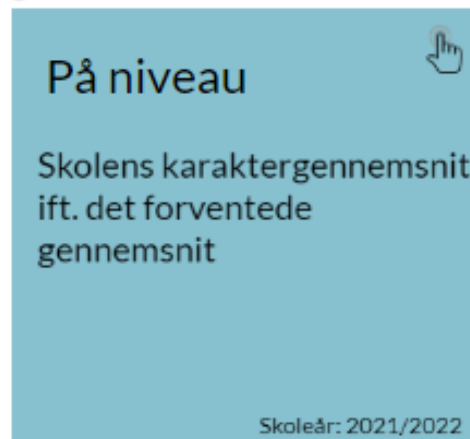 På niveau
Skolens karaktergennemsnit
ift. det forventede
gennemsnit
Skoleår: 2021/2022